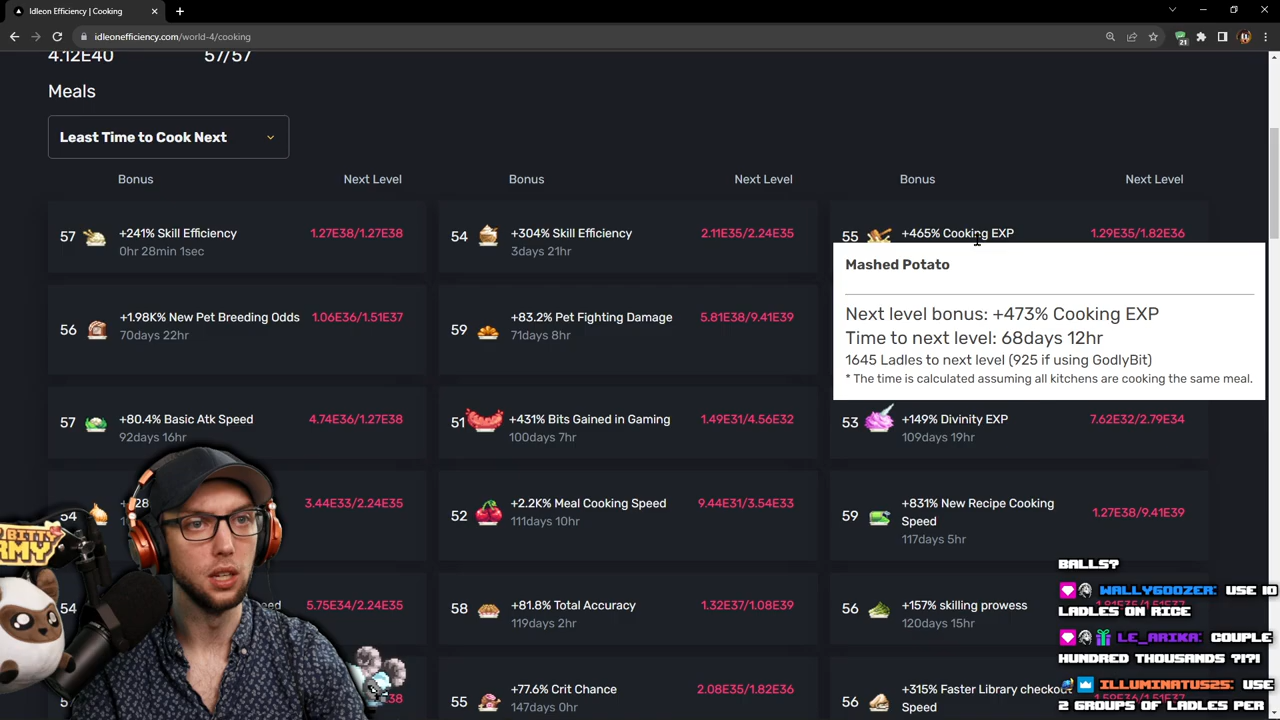 Idleon Efficiency | Cooking
idleonefficiency.com/world-4/cooking
21
4.12E40 57/57
Meals
Least Time to Cook Next
Bonus Next Level Bonus Next Level Bonus Next Level
57 +241% Skill Efficiency 1.27E38/1.27E38
0hr 28min 1sec
54 +304% Skill Efficiency 2.11E35/2.24E35
3days 21hr
55 +465% Cooking EXP 1.29E35/1.82E36
Mashed Potato
Next level bonus: +473% Cooking EXP
Time to next level: 68days 12hr
1645 Ladles to next level (925 if using GodlyBit)
* The time is calculated assuming all kitchens are cooking the same meal.
56 +1.98K% New Pet Breeding Odds 1.06E36/1.51E37
70days 22hr
59 +83.2% Pet Fighting Damage 5.81E38/9.41E39
71days 8hr
57 +80.4% Basic Atk Speed 4.74E36/1.27E38
92days 16hr
51 +431% Bits Gained in Gaming 1.49E31/4.56E32
100days 7hr
53 +149% Divinity EXP 7.62E32/2.79E34
109days 19hr
3.44E33/2.24E35
52 +2.2K% Meal Cooking Speed 9.44E31/3.54E33
111days 10hr
59 +831% New Recipe Cooking
Speed 1.27E38/9.41E39
117days 5hr
54 5.75E34/2.24E35
58 +81.8% Total Accuracy 1.32E37/1.08E39
119days 2hr
56 +157% skilling prowess
120days 15hr
55 +77.6% Crit Chance 2.08E35/1.82E36
147days 0hr
56 +315% Faster Library checkout
Speed
BITTY
BALLS?
WALLYGOOZER: USE 10
LADLES ON RICE
LE_ARIKA: COUPLE
HUNDRED THOUSANDS ?!?!
ILLUMINATUS25: USE
2 GROUPS OF LADLES PER